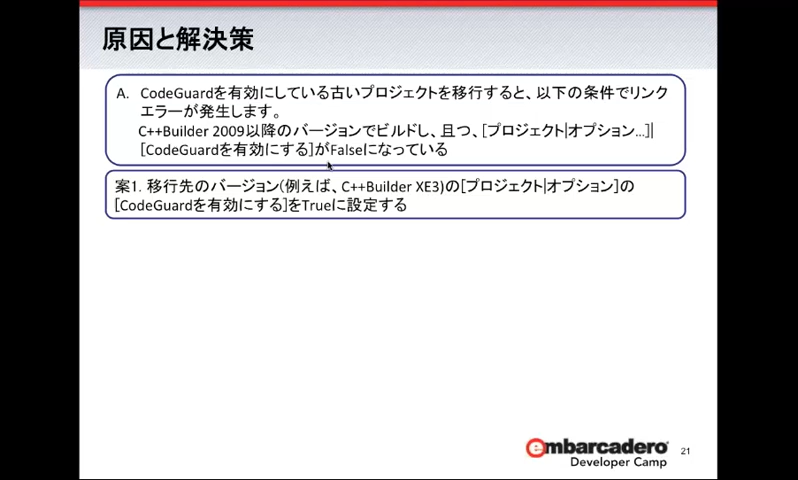 原因と解決策
A. CodeGuardを有効にしている古いプロジェクトを移行すると、以下の条件でリンク
エラーが発生します。
C++Builder 2009以降のバージョンでビルドし、且つ、[プロジェクト|オプション...]|
[CodeGuardを有効にする]がFalseになっている
案1. 移行先のバージョン(例えば、C++Builder XE3)の[プロジェクト|オプション]の
[CodeGuardを有効にする]をTrueに設定する
embarcadero
Developer Camp
21